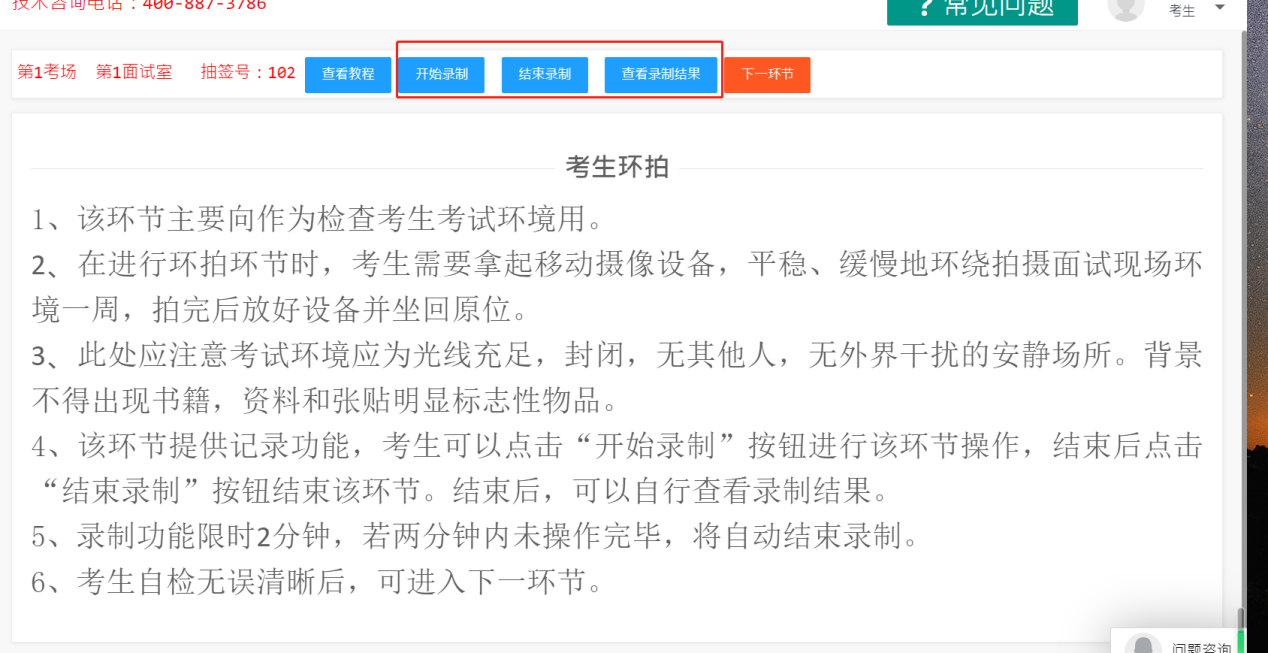 技术咨询电话：400-887-3786
? 常见问题
考生
第1考场 第1面试室 抽签号：102 查看教程 开始录制 结束录制 查看录制结果 下一环节
考生环拍
1、该环节主要向作为检查考生考试环境用。
2、在进行环拍环节时，考生需要拿起移动摄像设备，平稳、缓慢地环绕拍摄面试现场环
境一周，拍完后放好设备并坐回原位。
3、此处应注意考试环境应为光线充足，封闭，无其他人，无外界干扰的安静场所。背景
不得出现书籍，资料和张贴明显标志性物品。
4、该环节提供记录功能，考生可以点击“开始录制”按钮进行该环节操作，结束后点击
“结束录制”按钮结束该环节。结束后，可以自行查看录制结果。
5、录制功能限时2分钟，若两分钟内未操作完毕，将自动结束录制。
6、考生自检无误清晰后，可进入下一环节。
问题咨询